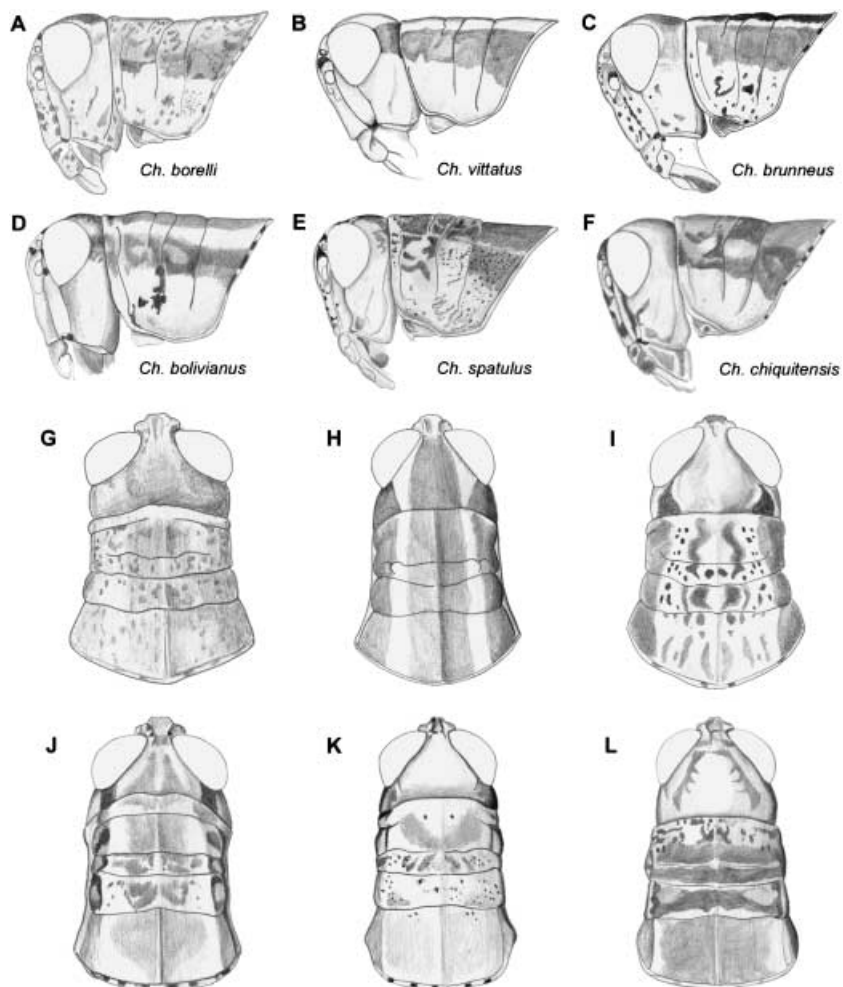 A
B
C
Ch. borelli
Ch. vittatus
Ch. brunneus
D
E
F
Ch. bolivianus
Ch. spatulus
Ch. chiquitensis
G
H
I
J
K
L